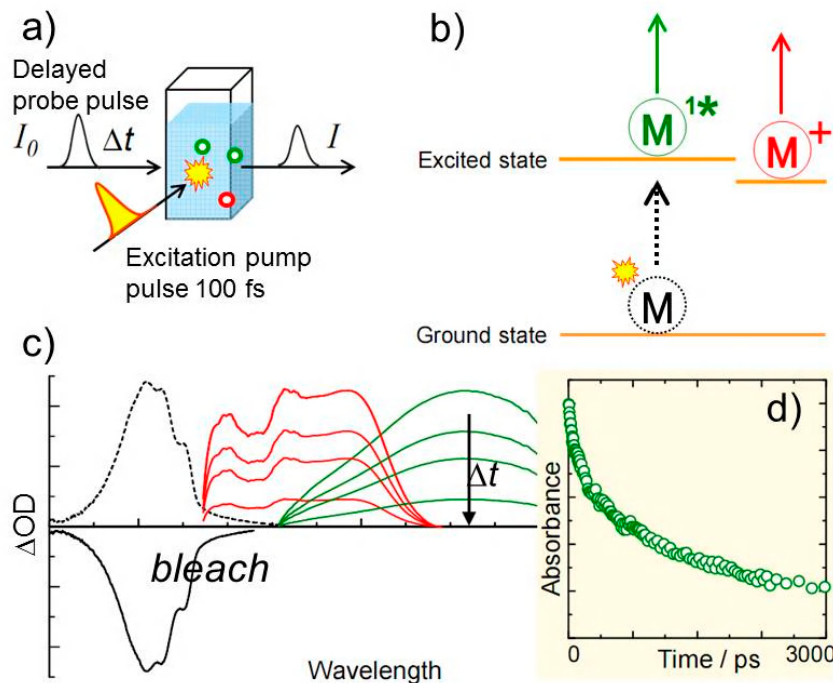 a)
Delayed
probe pulse
I0 Δt I
Excitation pump
pulse 100 fs
b)
M 1* M +
Excited state
M
Ground state
c)
ΔOD
Δt
bleach
Wavelength
d)
Absorbance
0 3000
Time / ps